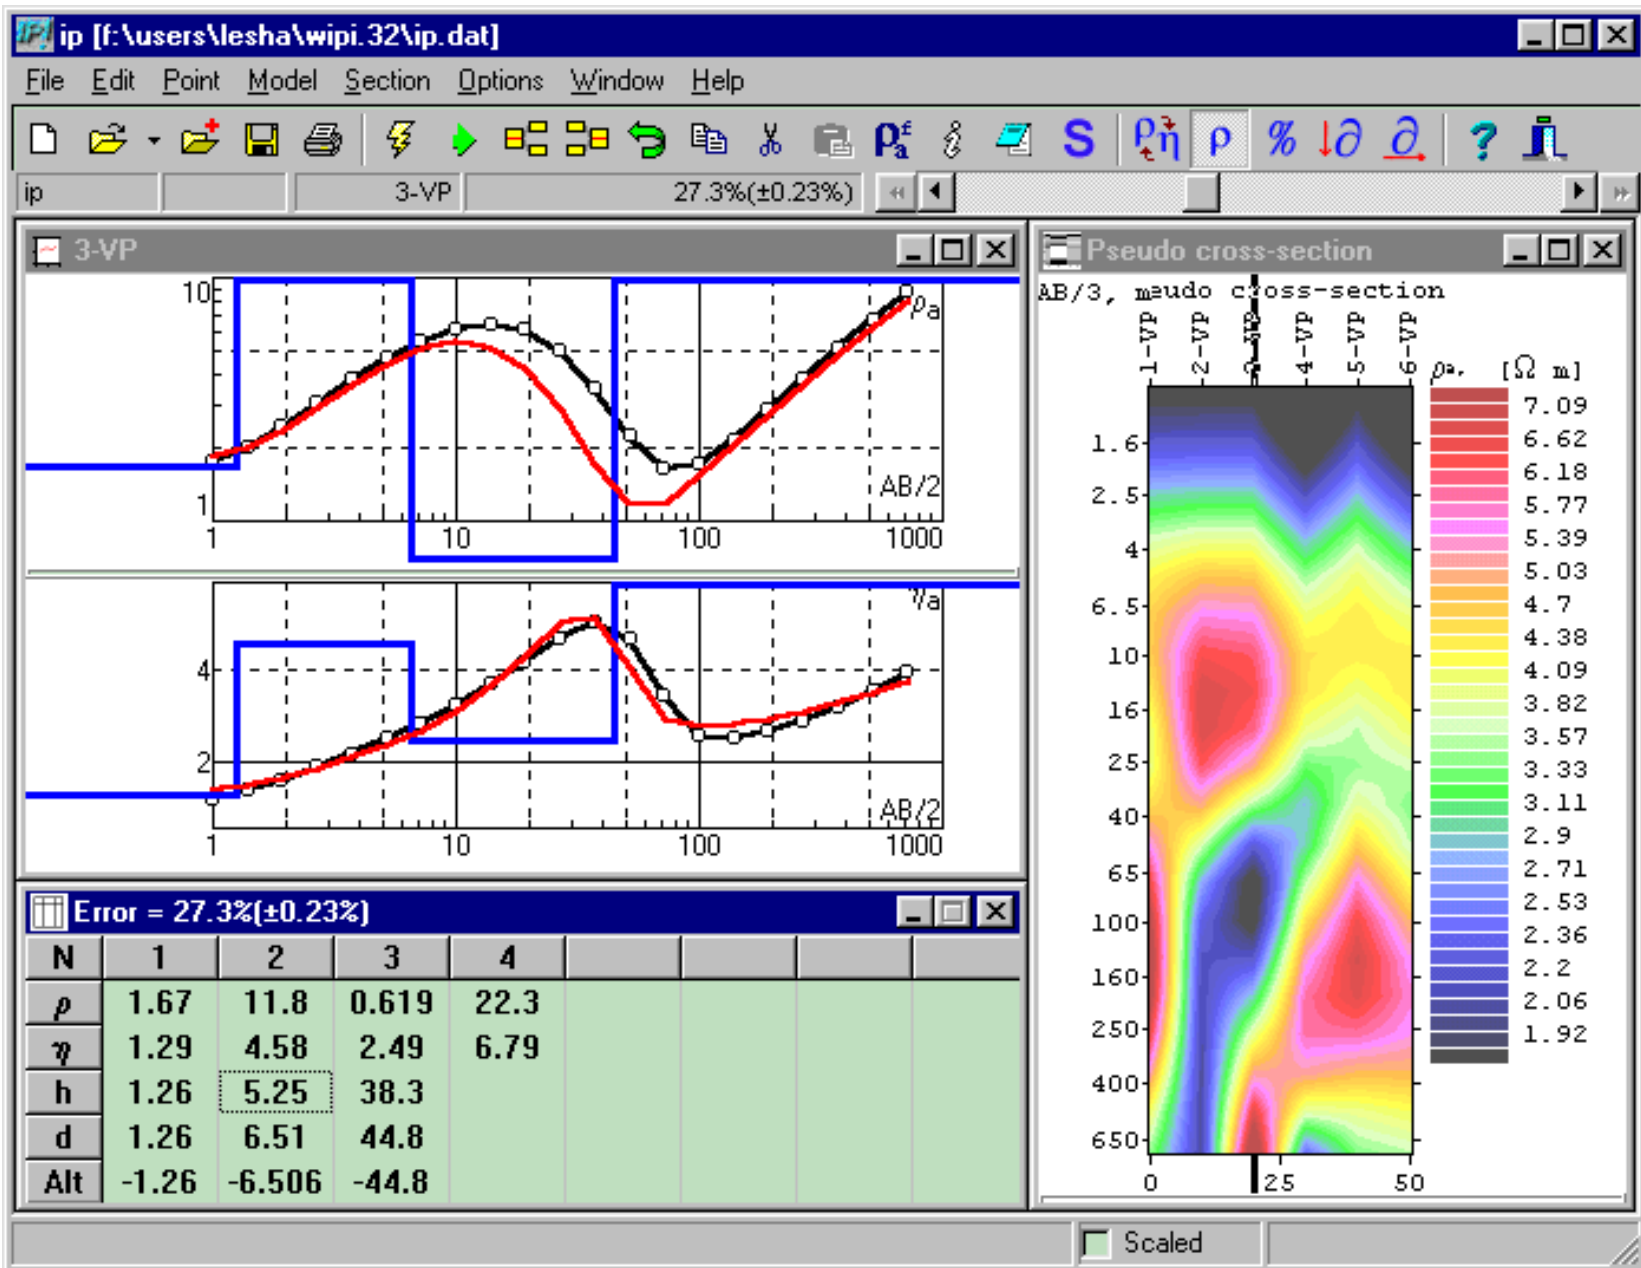 ip [f:\users\lesha\wipi.32\ip.dat]
File Edit Point Model Section Options Window Help
S ρη ρ % ↓∂ ∂ ?
ip 3-VP 27.3%(±0.23%)
3-VP
10
ρa
1
AB/2
1 10 100 1000
ηa
4
2
AB/2
1 10 100 1000
Error = 27.3%(±0.23%)
N 1 2 3 4
ρ 1.67 11.8 0.619 22.3
η 1.29 4.58 2.49 6.79
h 1.26 5.25 38.3
d 1.26 6.51 44.8
Alt -1.26 -6.506 -44.8
Pseudo cross-section
AB/3, meudo cross-section
1-VP 2-VP 3-VP 4-VP 5-VP 6-VP
ρa, [Ω m]
1.6
2.5
4
6.5
10
16
25
40
65
100
160
250
400
650
0 25 50
7.09
6.62
6.18
5.77
5.39
5.03
4.7
4.38
4.09
3.82
3.57
3.33
3.11
2.9
2.71
2.53
2.36
2.2
2.06
1.92
Scaled